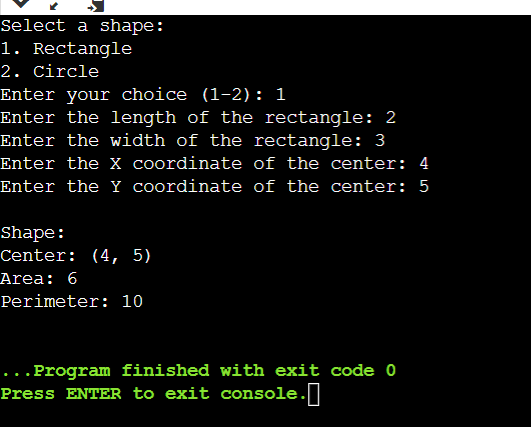 Select a shape:
1. Rectangle
2. Circle
Enter your choice (1-2): 1
Enter the length of the rectangle: 2
Enter the width of the rectangle: 3
Enter the X coordinate of the center: 4
Enter the Y coordinate of the center: 5
Shape:
Center: (4, 5)
Area: 6
Perimeter: 10
...Program finished with exit code 0
Press ENTER to exit console.